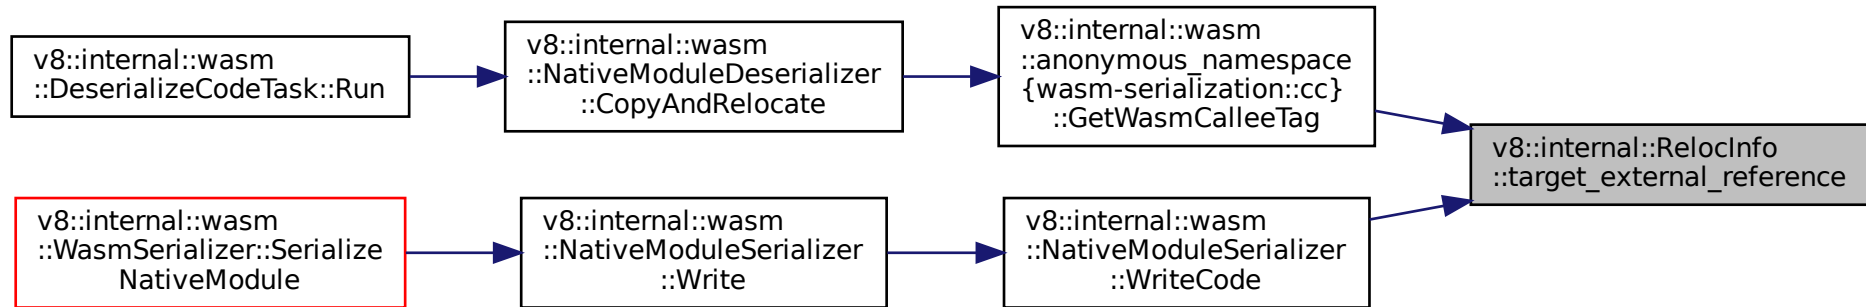 v8::internal::wasm
::DeserializeCodeTask::Run
v8::internal::wasm
::NativeModuleDeserializer
::CopyAndRelocate
v8::internal::wasm
::anonymous_namespace
{wasm-serialization::cc}
::GetWasmCalleeTag
v8::internal::RelocInfo
::target_external_reference
v8::internal::wasm
::WasmSerializer::Serialize
NativeModule
v8::internal::wasm
::NativeModuleSerializer
::Write
v8::internal::wasm
::NativeModuleSerializer
::WriteCode